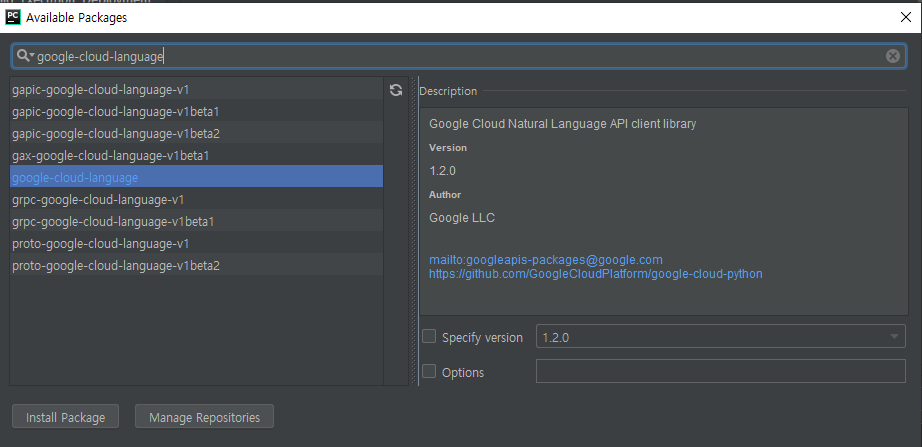 PC
Available Packages
google-cloud-language
gapic-google-cloud-language-v1
gapic-google-cloud-language-v1beta1
gapic-google-cloud-language-v1beta2
gax-google-cloud-language-v1beta1
google-cloud-language
grpc-google-cloud-language-v1
grpc-google-cloud-language-v1beta1
proto-google-cloud-language-v1
proto-google-cloud-language-v1beta2
Description
Google Cloud Natural Language API client library
Version
1.2.0
Author
Google LLC
mailto:googleapis-packages@google.com
https://github.com/GoogleCloudPlatform/google-cloud-python
Specify version
1.2.0
Options
Install Package
Manage Repositories